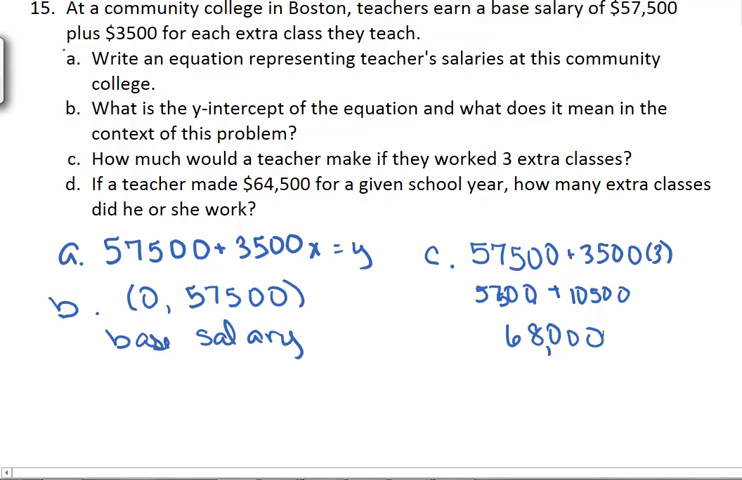 15. At a community college in Boston, teachers earn a base salary of $57,500
plus $3500 for each extra class they teach.
a. Write an equation representing teacher's salaries at this community
college.
b. What is the y-intercept of the equation and what does it mean in the
context of this problem?
c. How much would a teacher make if they worked 3 extra classes?
d. If a teacher made $64,500 for a given school year, how many extra classes
did he or she work?
a. 57500+3500x=y
b. (0, 57500)
base salary
c. 57500+3500(3)
57500+10500
68,000